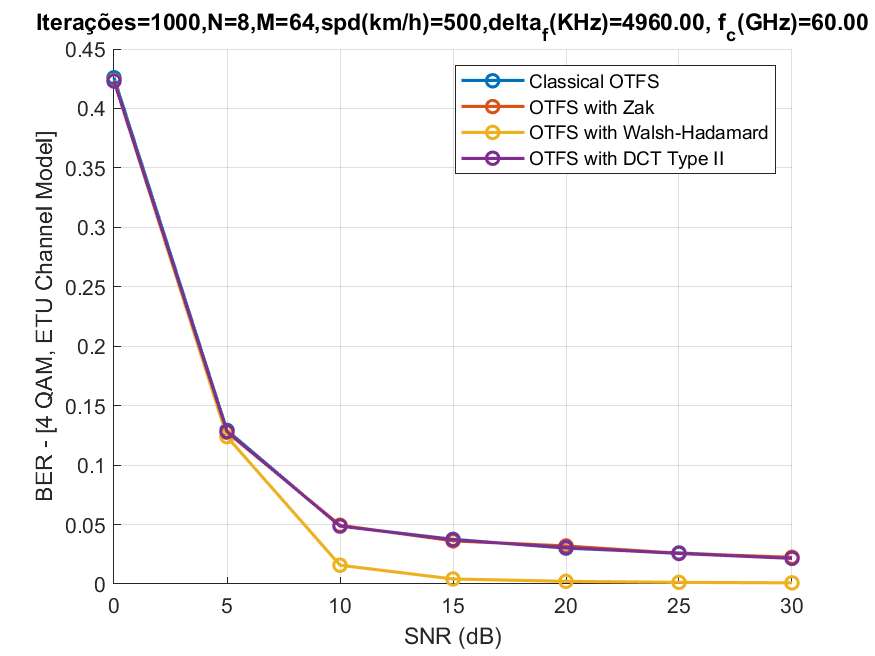 Iterações=1000,N=8,M=64,spd(km/h)=500,delta_f(KHz)=4960.00, f_c(GHz)=60.00
Classical OTFS
OTFS with Zak
OTFS with Walsh-Hadamard
OTFS with DCT Type II
BER - [4 QAM, ETU Channel Model]
0.45
0.4
0.35
0.3
0.25
0.2
0.15
0.1
0.05
0
0 5 10 15 20 25 30
SNR (dB)